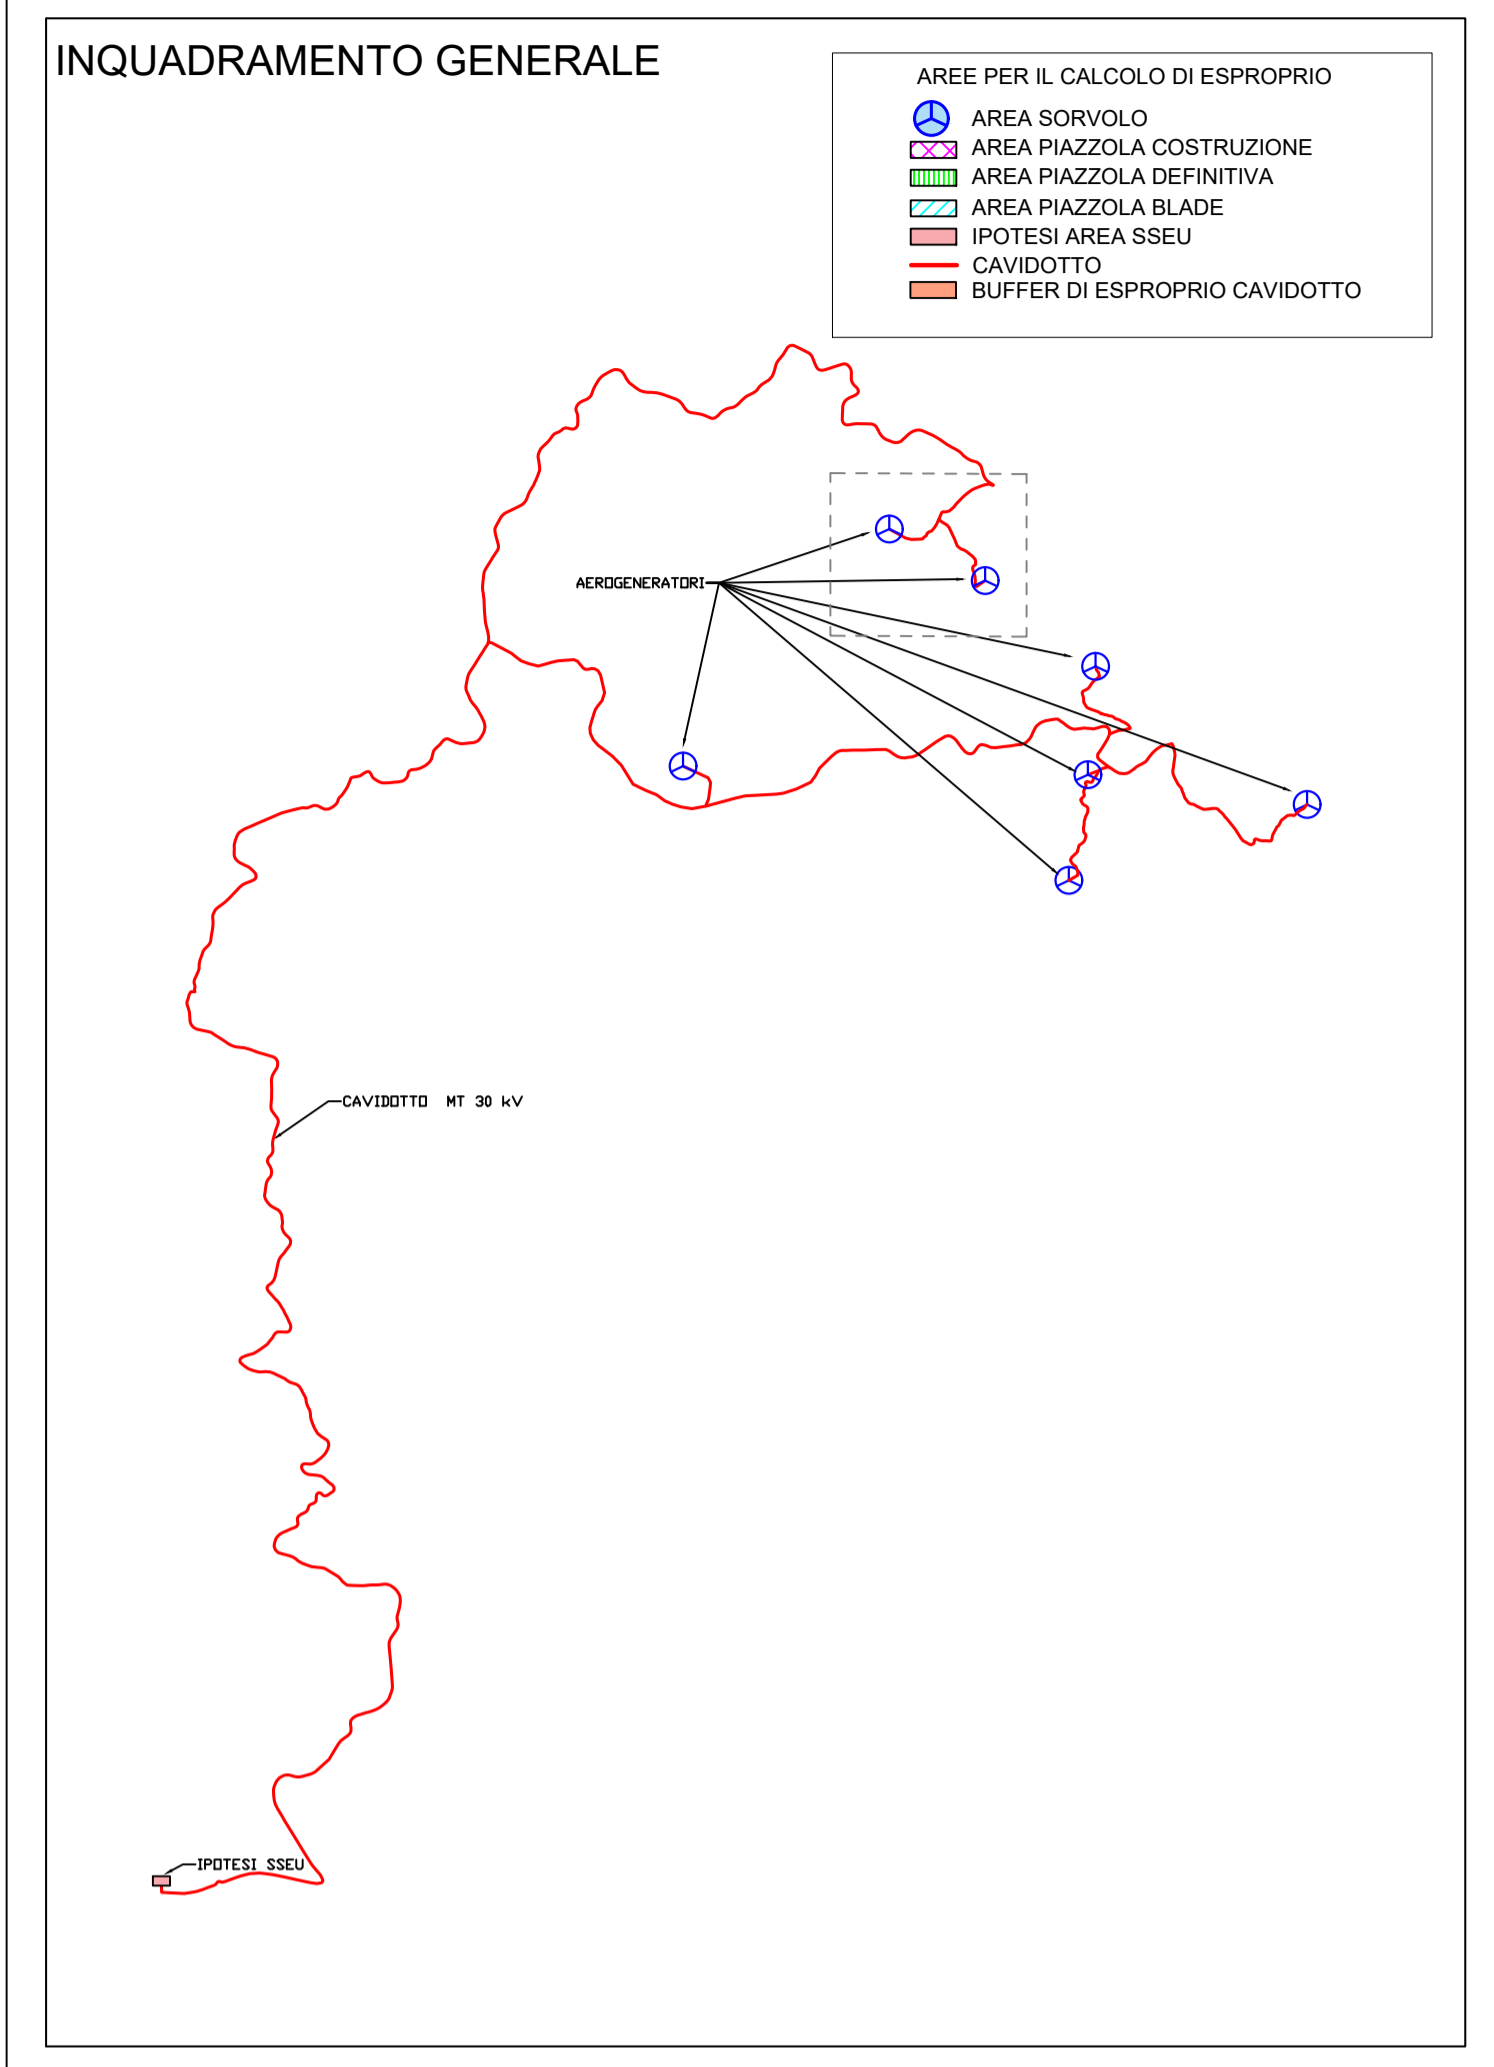 INQUADRAMENTO GENERALE
AREE PER IL CALCOLO DI ESPROPRIO
AREA SORVOLO
AREA PIAZZOLA COSTRUZIONE
AREA PIAZZOLA DEFINITIVA
AREA PIAZZOLA BLADE
IPOTESI AREA SSEU
CAVIDOTTO
BUFFER DI ESPROPRIO CAVIDOTTO
AEROGENERATORI
CAVIDOTTO MT 30 kV
IPOTESI SSEU